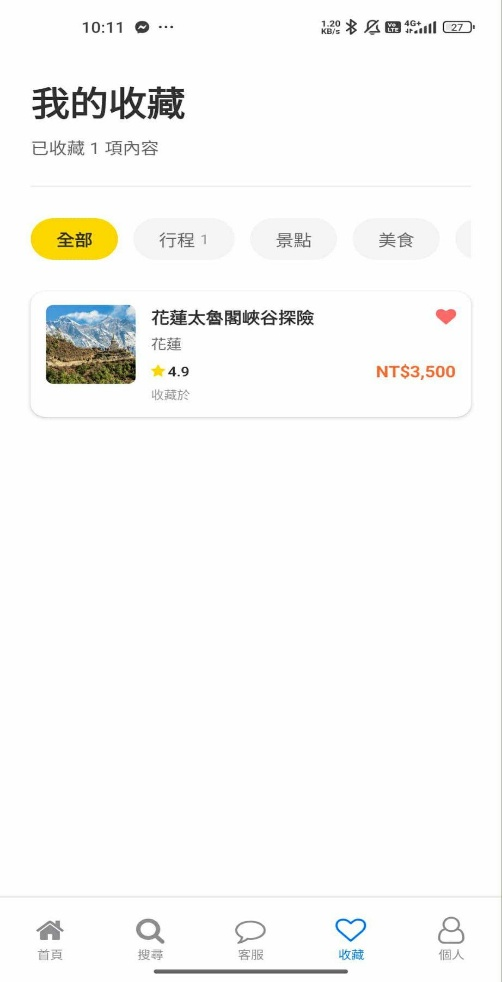 10:11 ...
1.20 KB/s Vo LTE 4G+ 27
我的收藏
已收藏 1 項內容
全部 行程 1 景點 美食
花蓮太魯閣峽谷探險
花蓮
4.9 NT$3,500
收藏於
首頁 搜尋 客服 收藏 個人